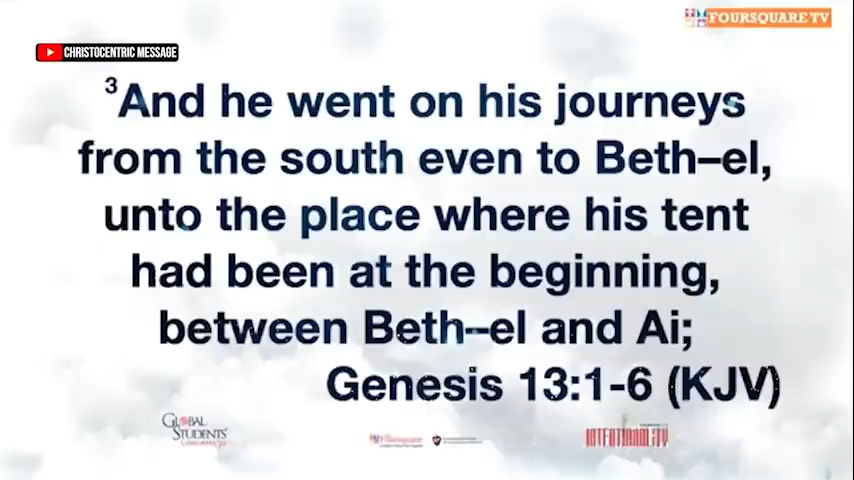 FOURSQUARE TV
CHRISTOCENTRIC MESSAGE
3And he went on his journeys
from the south even to Beth–el,
unto the place where his tent
had been at the beginning,
between Beth–el and Ai;
Genesis 13:1-6 (KJV)
GLOBAL
STUDENTS'
Foursquare
INTENTIONALITY